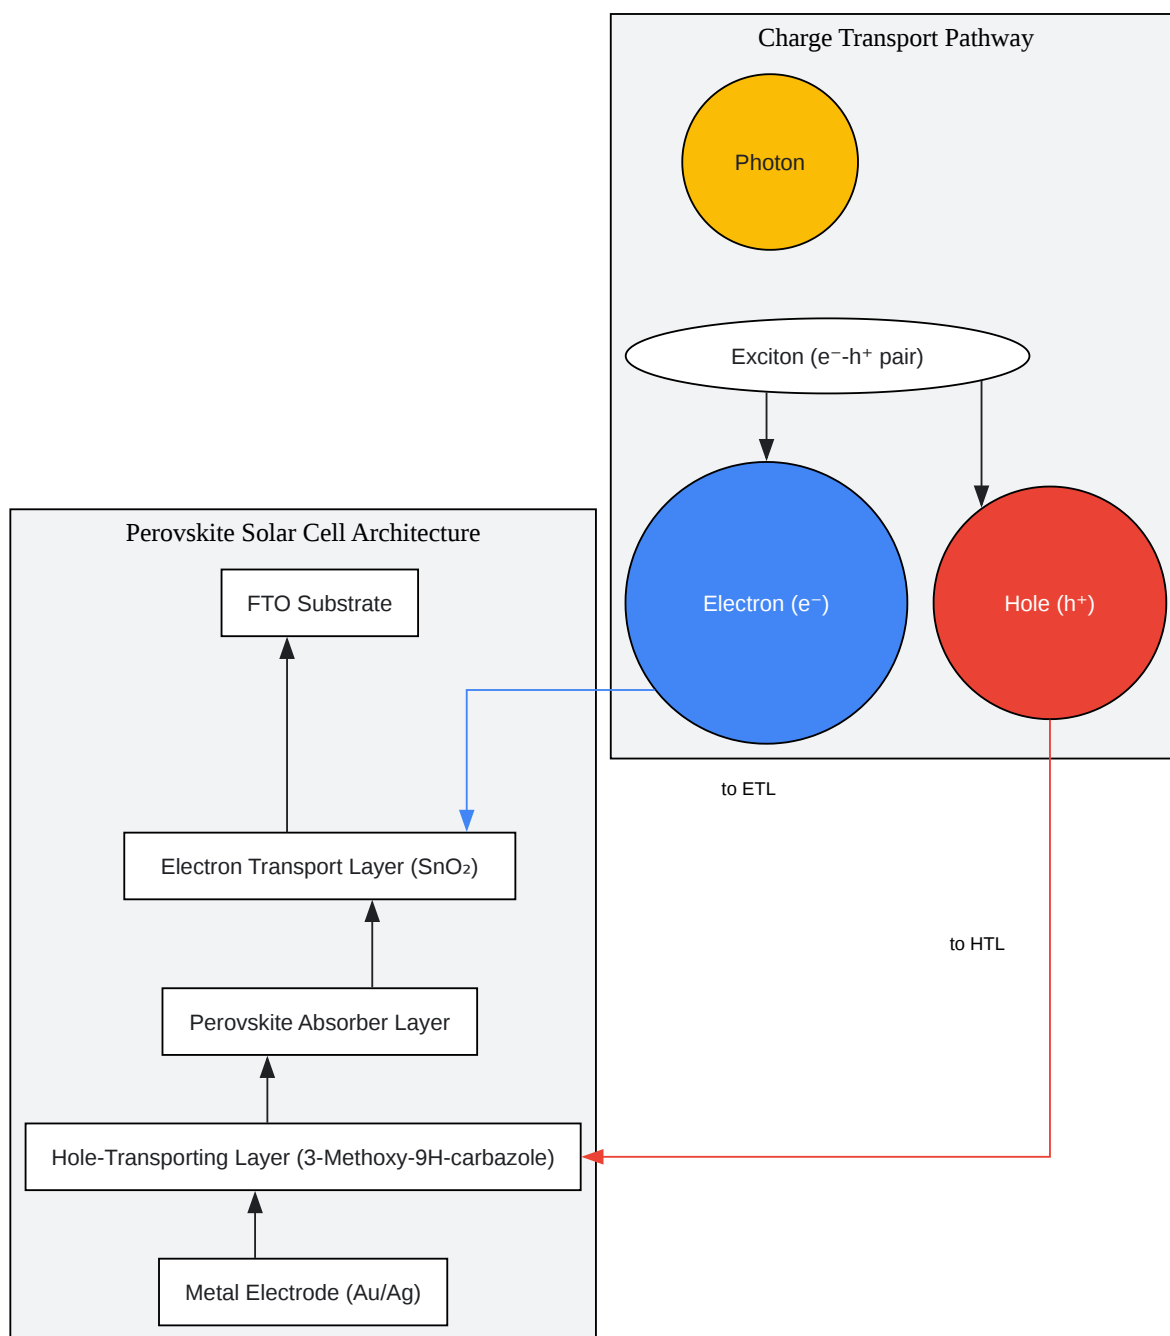 Charge Transport Pathway
Photon
Exciton (e⁻-h⁺ pair)
Electron (e⁻)
Hole (h⁺)
to ETL
to HTL
Perovskite Solar Cell Architecture
FTO Substrate
Electron Transport Layer (SnO₂)
Perovskite Absorber Layer
Hole-Transporting Layer (3-Methoxy-9H-carbazole)
Metal Electrode (Au/Ag)